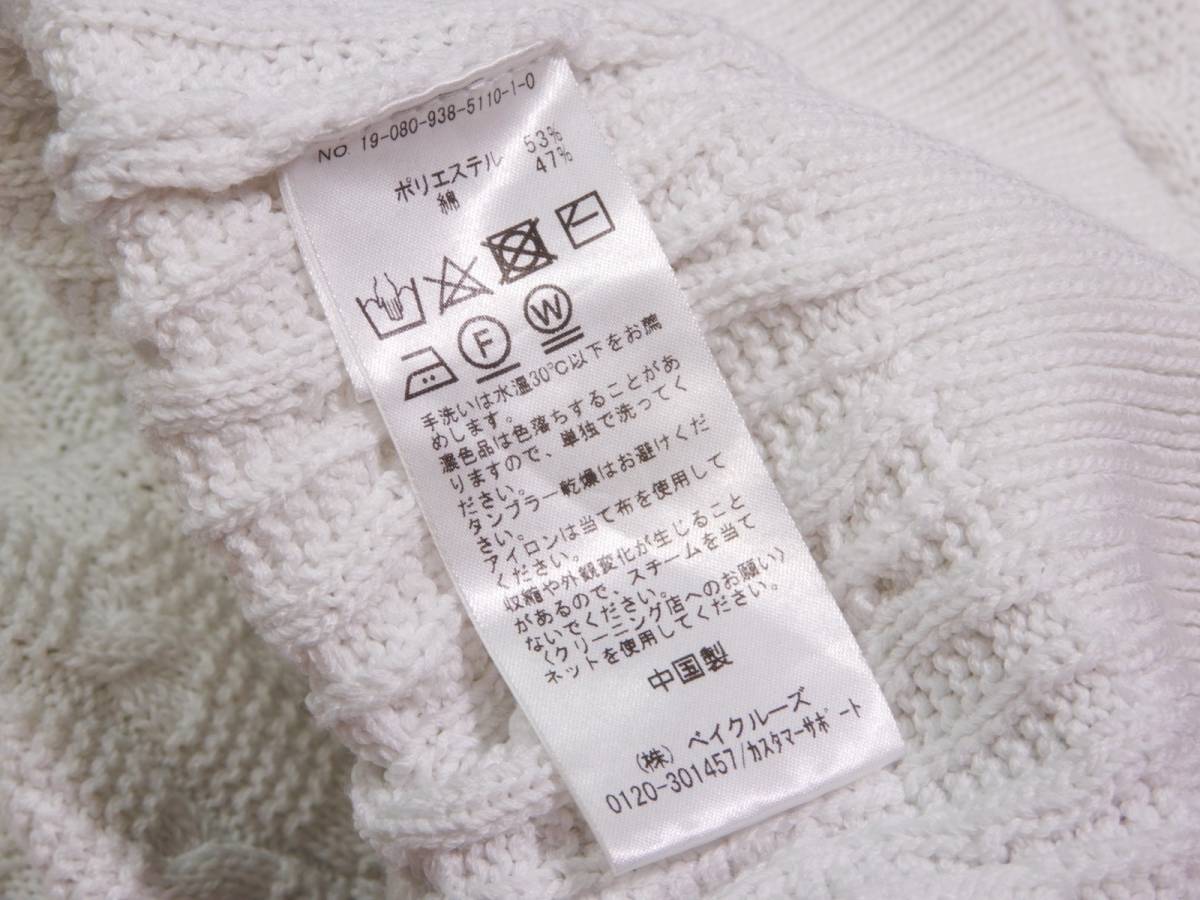 NO. 19-080-938-5110-1-0
ポリエステル 53%
綿 47%
F W
手洗いは水温30℃以下をお薦
めします。
濃色品は色落ちすることがあ
りますので、単独で洗ってく
ださい。
タンブラー乾燥はお避けくだ
さい。
アイロンは当て布を使用して
ください。
収縮や外観変化が生じること
があるので、スチームを当て
ないでください。
〈クリーニング店へのお願い〉
ネットを使用してください。
中国製
(株) ベイクルーズ
0120-301457/カスタマーサポート